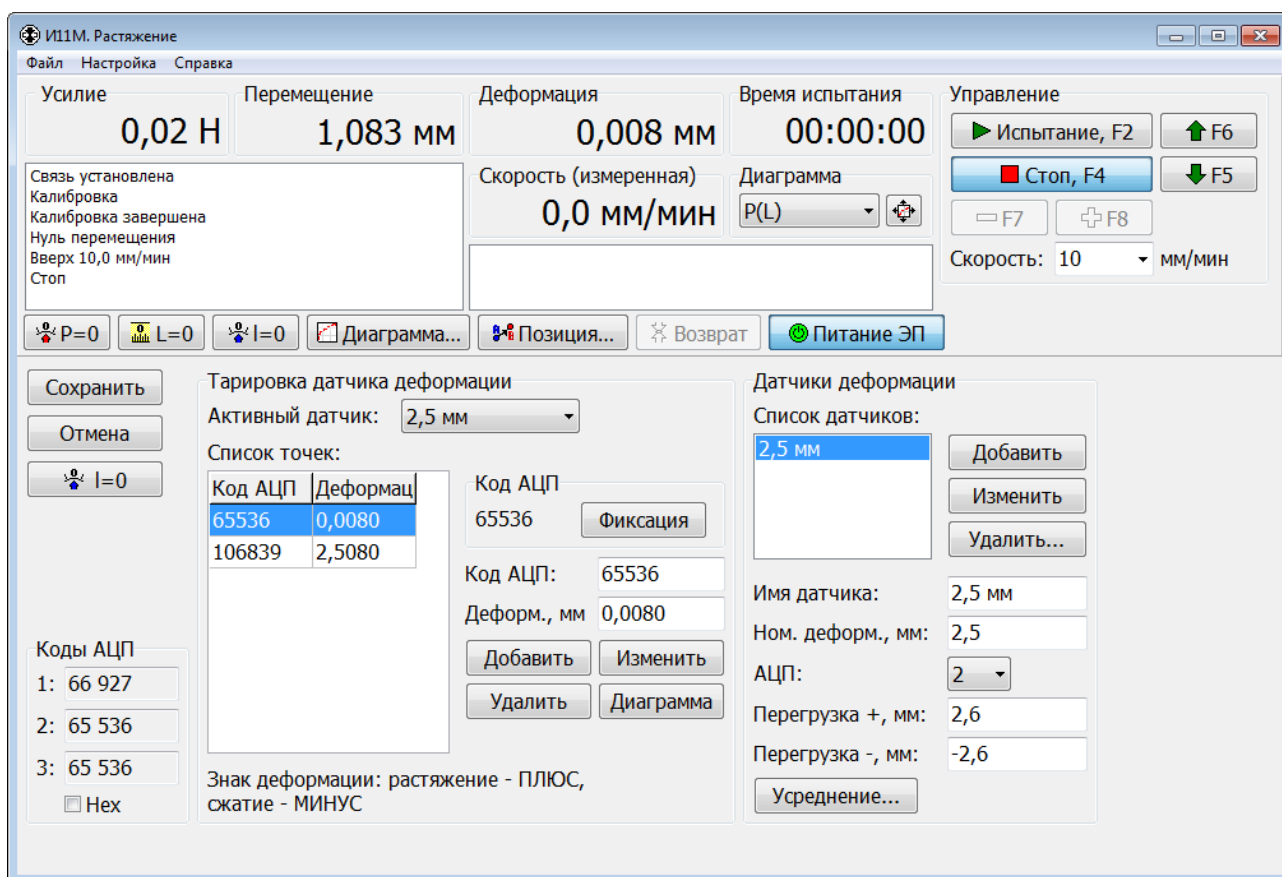 И11М. Растяжение
Файл Настройка Справка
Усилие
0,02 Н
Перемещение
1,083 мм
Деформация
0,008 мм
Время испытания
00:00:00
Управление
Испытание, F2
F6
Стоп, F4
F5
F7
F8
Скорость: 10 мм/мин
Связь установлена
Калибровка
Калибровка завершена
Нуль перемещения
Вверх 10,0 мм/мин
Стоп
Скорость (измеренная)
0,0 мм/мин
Диаграмма
P(L)
P=0
L=0
l=0
Диаграмма...
Позиция...
Возврат
Питание ЭП
Сохранить
Отмена
l=0
Коды АЦП
1: 66 927
2: 65 536
3: 65 536
Hex
Тарировка датчика деформации
Активный датчик: 2,5 мм
Список точек:
Код АЦП Деформац
65536 0,0080
106839 2,5080
Код АЦП
65536 Фиксация
Код АЦП: 65536
Деформ., мм 0,0080
Добавить Изменить
Удалить Диаграмма
Знак деформации: растяжение - ПЛЮС,
сжатие - МИНУС
Датчики деформации
Список датчиков:
2,5 мм
Добавить
Изменить
Удалить...
Имя датчика: 2,5 мм
Ном. деформ., мм: 2,5
АЦП: 2
Перегрузка +, мм: 2,6
Перегрузка -, мм: -2,6
Усреднение...